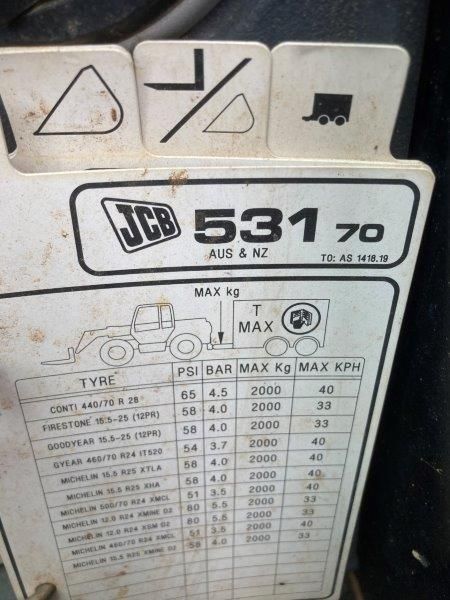 JCB 531 70
AUS & NZ TO: AS 1418.19
MAX kg
T
MAX
TYRE PSI BAR MAX Kg MAX KPH
CONTI 440/70 R 28 65 4.5 2000 40
FIRESTONE 15.5-25 (12PR) 58 4.0 2000 33
GOODYEAR 15.5-25 (12PR) 58 4.0 2000 33
GYEAR 460/70 R24 IT520 54 3.7 2000 40
MICHELIN 15.5 R25 XTLA 58 4.0 2000 40
MICHELIN 15.5 R25 XHA 58 4.0 2000 40
MICHELIN 500/70 R24 XMCL 51 3.5 2000 40
MICHELIN 12.0 R24 XMINE D2 80 5.5 2000 33
MICHELIN 12.0 R24 XSM D2 80 5.5 2000 33
MICHELIN 460/70 R24 XMCL 51 3.5 2000 40
MICHELIN 15.5 R25 XMINE D2 58 4.0 2000 33